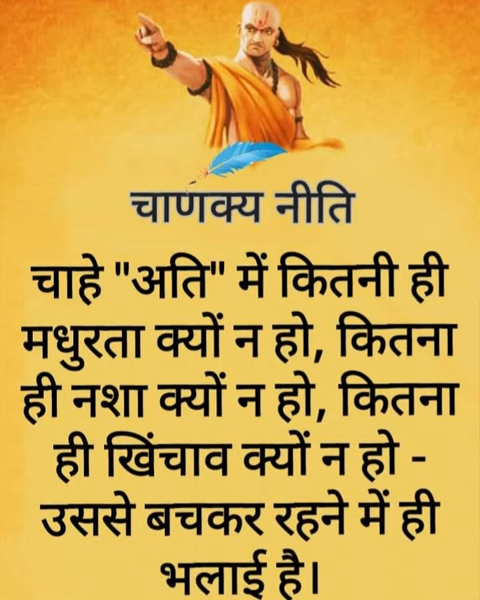 चाणक्य नीति
चाहे "अति" में कितनी ही
मधुरता क्यों न हो, कितना
ही नशा क्यों न हो, कितना
ही खिंचाव क्यों न हो -
उससे बचकर रहने में ही
भलाई है।